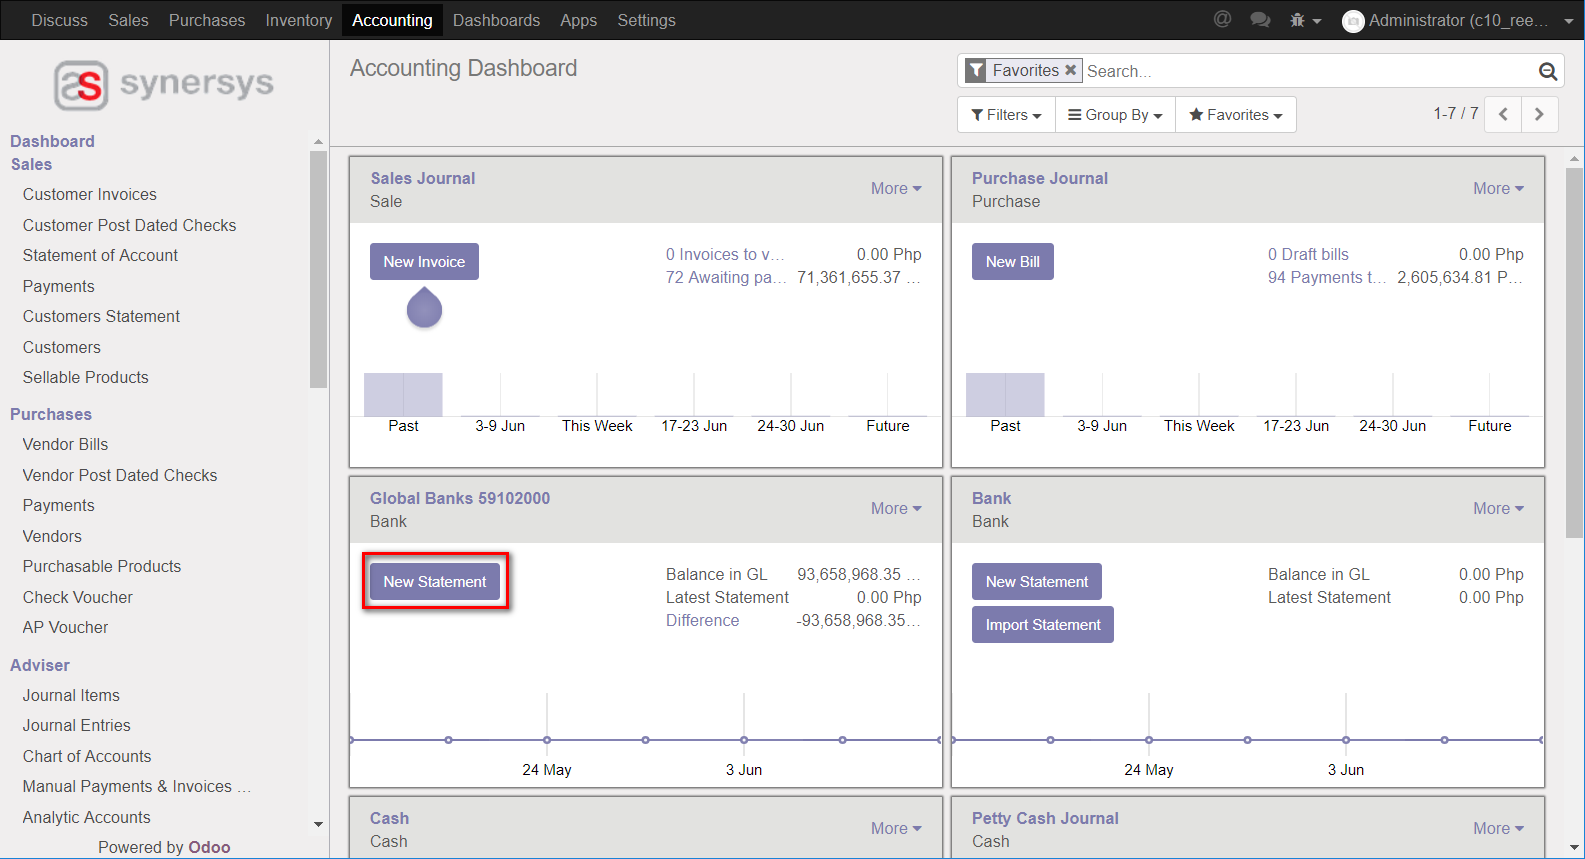 Discuss Sales Purchases Inventory Accounting Dashboards Apps Settings @ Administrator (c10_ree...
synersys
Dashboard
Sales
Customer Invoices
Customer Post Dated Checks
Statement of Account
Payments
Customers Statement
Customers
Sellable Products
Purchases
Vendor Bills
Vendor Post Dated Checks
Payments
Vendors
Purchasable Products
Check Voucher
AP Voucher
Adviser
Journal Items
Journal Entries
Chart of Accounts
Manual Payments & Invoices ...
Analytic Accounts
Powered by Odoo
Accounting Dashboard
Favorites Search...
Filters Group By Favorites
1-7 / 7
Sales Journal
Sale
More
New Invoice
0 Invoices to v... 0.00 Php
72 Awaiting pa... 71,361,655.37 ...
Past 3-9 Jun This Week 17-23 Jun 24-30 Jun Future
Purchase Journal
Purchase
More
New Bill
0 Draft bills 0.00 Php
94 Payments t... 2,605,634.81 P...
Past 3-9 Jun This Week 17-23 Jun 24-30 Jun Future
Global Banks 59102000
Bank
More
New Statement
Balance in GL 93,658,968.35 ...
Latest Statement 0.00 Php
Difference -93,658,968.35...
24 May 3 Jun
Bank
Bank
More
New Statement
Import Statement
Balance in GL 0.00 Php
Latest Statement 0.00 Php
24 May 3 Jun
Cash
Cash
More
Petty Cash Journal
Cash
More